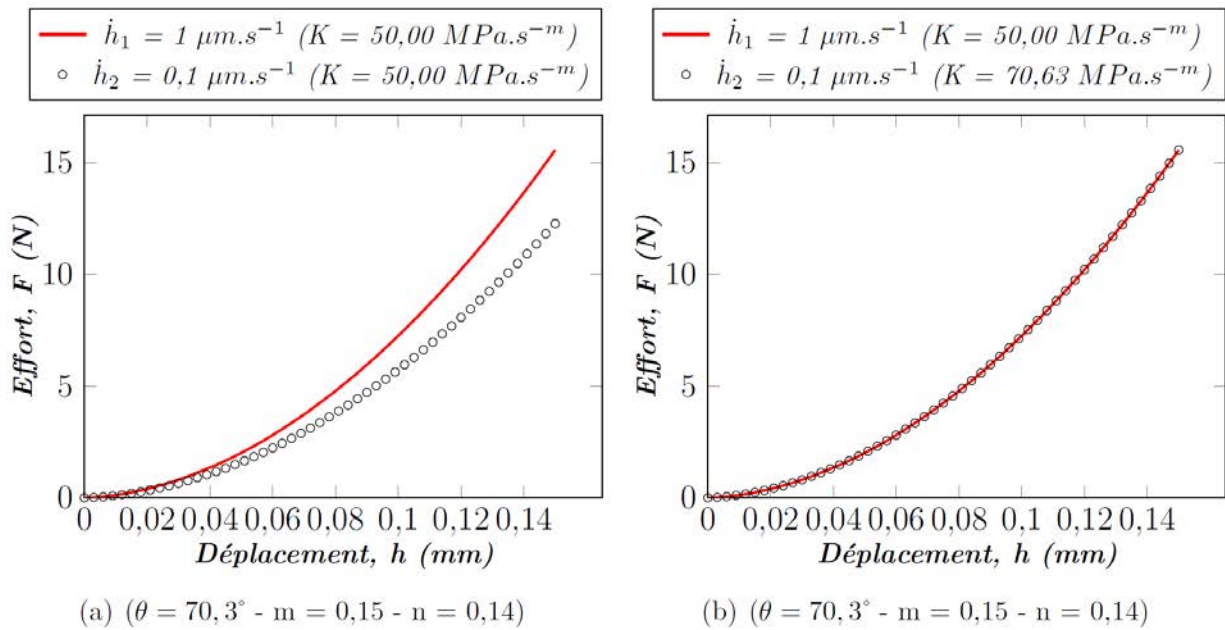 ḣ₁ = 1 μm.s⁻¹ (K = 50,00 MPa.s⁻ᵐ)
ḣ₂ = 0,1 μm.s⁻¹ (K = 50,00 MPa.s⁻ᵐ)
15
10
5
0
Effort, F (N)
0 0,02 0,04 0,06 0,08 0,1 0,12 0,14
Déplacement, h (mm)
(a) (θ = 70,3° - m = 0,15 - n = 0,14)
ḣ₁ = 1 μm.s⁻¹ (K = 50,00 MPa.s⁻ᵐ)
ḣ₂ = 0,1 μm.s⁻¹ (K = 70,63 MPa.s⁻ᵐ)
15
10
5
0
Effort, F (N)
0 0,02 0,04 0,06 0,08 0,1 0,12 0,14
Déplacement, h (mm)
(b) (θ = 70,3° - m = 0,15 - n = 0,14)